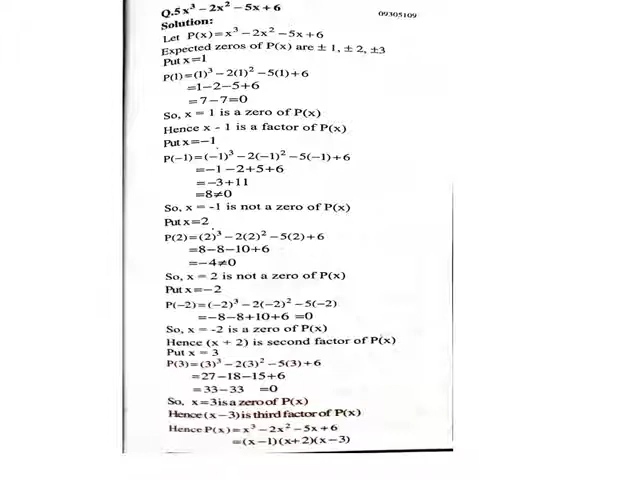 Q.5 x³ − 2x² − 5x + 6
09305109
Solution:
Let P(x) = x³ − 2x² − 5x + 6
Expected zeros of P(x) are ± 1, ± 2, ±3
Put x=1
P(1)=(1)³ − 2(1)² − 5(1) + 6
=1−2−5+6
=7−7=0
So, x = 1 is a zero of P(x)
Hence x - 1 is a factor of P(x)
Put x=−1
P(−1)=(−1)³ − 2(−1)² − 5(−1)+6
=−1 −2+5+6
=−3+11
=8≠0
So, x = -1 is not a zero of P(x)
Put x=2
P(2)=(2)³ − 2(2)² − 5(2)+6
=8−8−10+6
=−4≠0
So, x = 2 is not a zero of P(x)
Put x=−2
P(−2)=(−2)³ − 2(−2)² − 5(−2)
=−8−8+10+6 =0
So, x = -2 is a zero of P(x)
Hence (x + 2) is second factor of P(x)
Put x = 3
P(3)=(3)³ − 2(3)² − 5(3) + 6
=27−18−15+6
=33−33 =0
So, x=3 is a zero of P(x)
Hence (x−3) is third factor of P(x)
Hence P(x)= x³ − 2x² − 5x + 6
=(x−1)(x+2)(x−3)